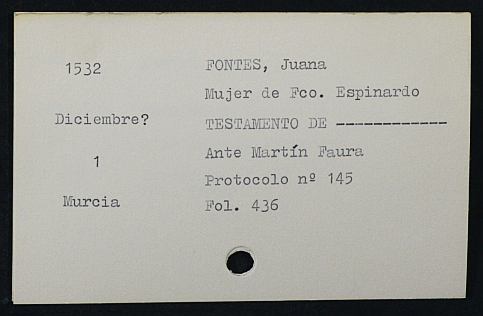 1532
Diciembre?
1
Murcia
FONTES, Juana
Mujer de Fco. Espinardo
TESTAMENTO DE ------------
Ante Martín Faura
Protocolo nº 145
Fol. 436